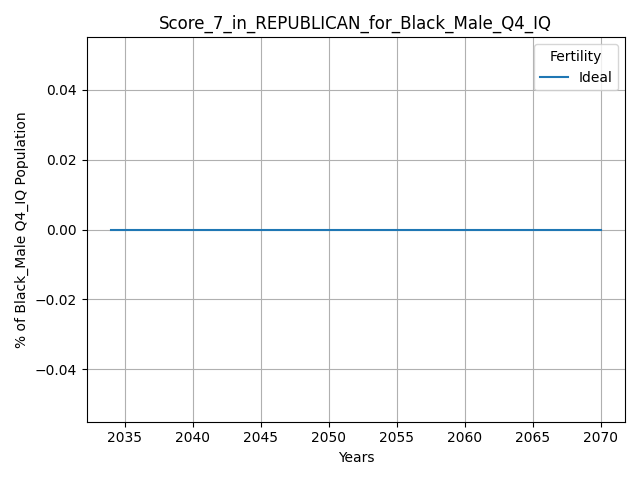 Score_7_in_REPUBLICAN_for_Black_Male_Q4_IQ
Fertility
Ideal
0.04
0.02
0.00
−0.02
−0.04
% of Black_Male Q4_IQ Population
2035 2040 2045 2050 2055 2060 2065 2070
Years